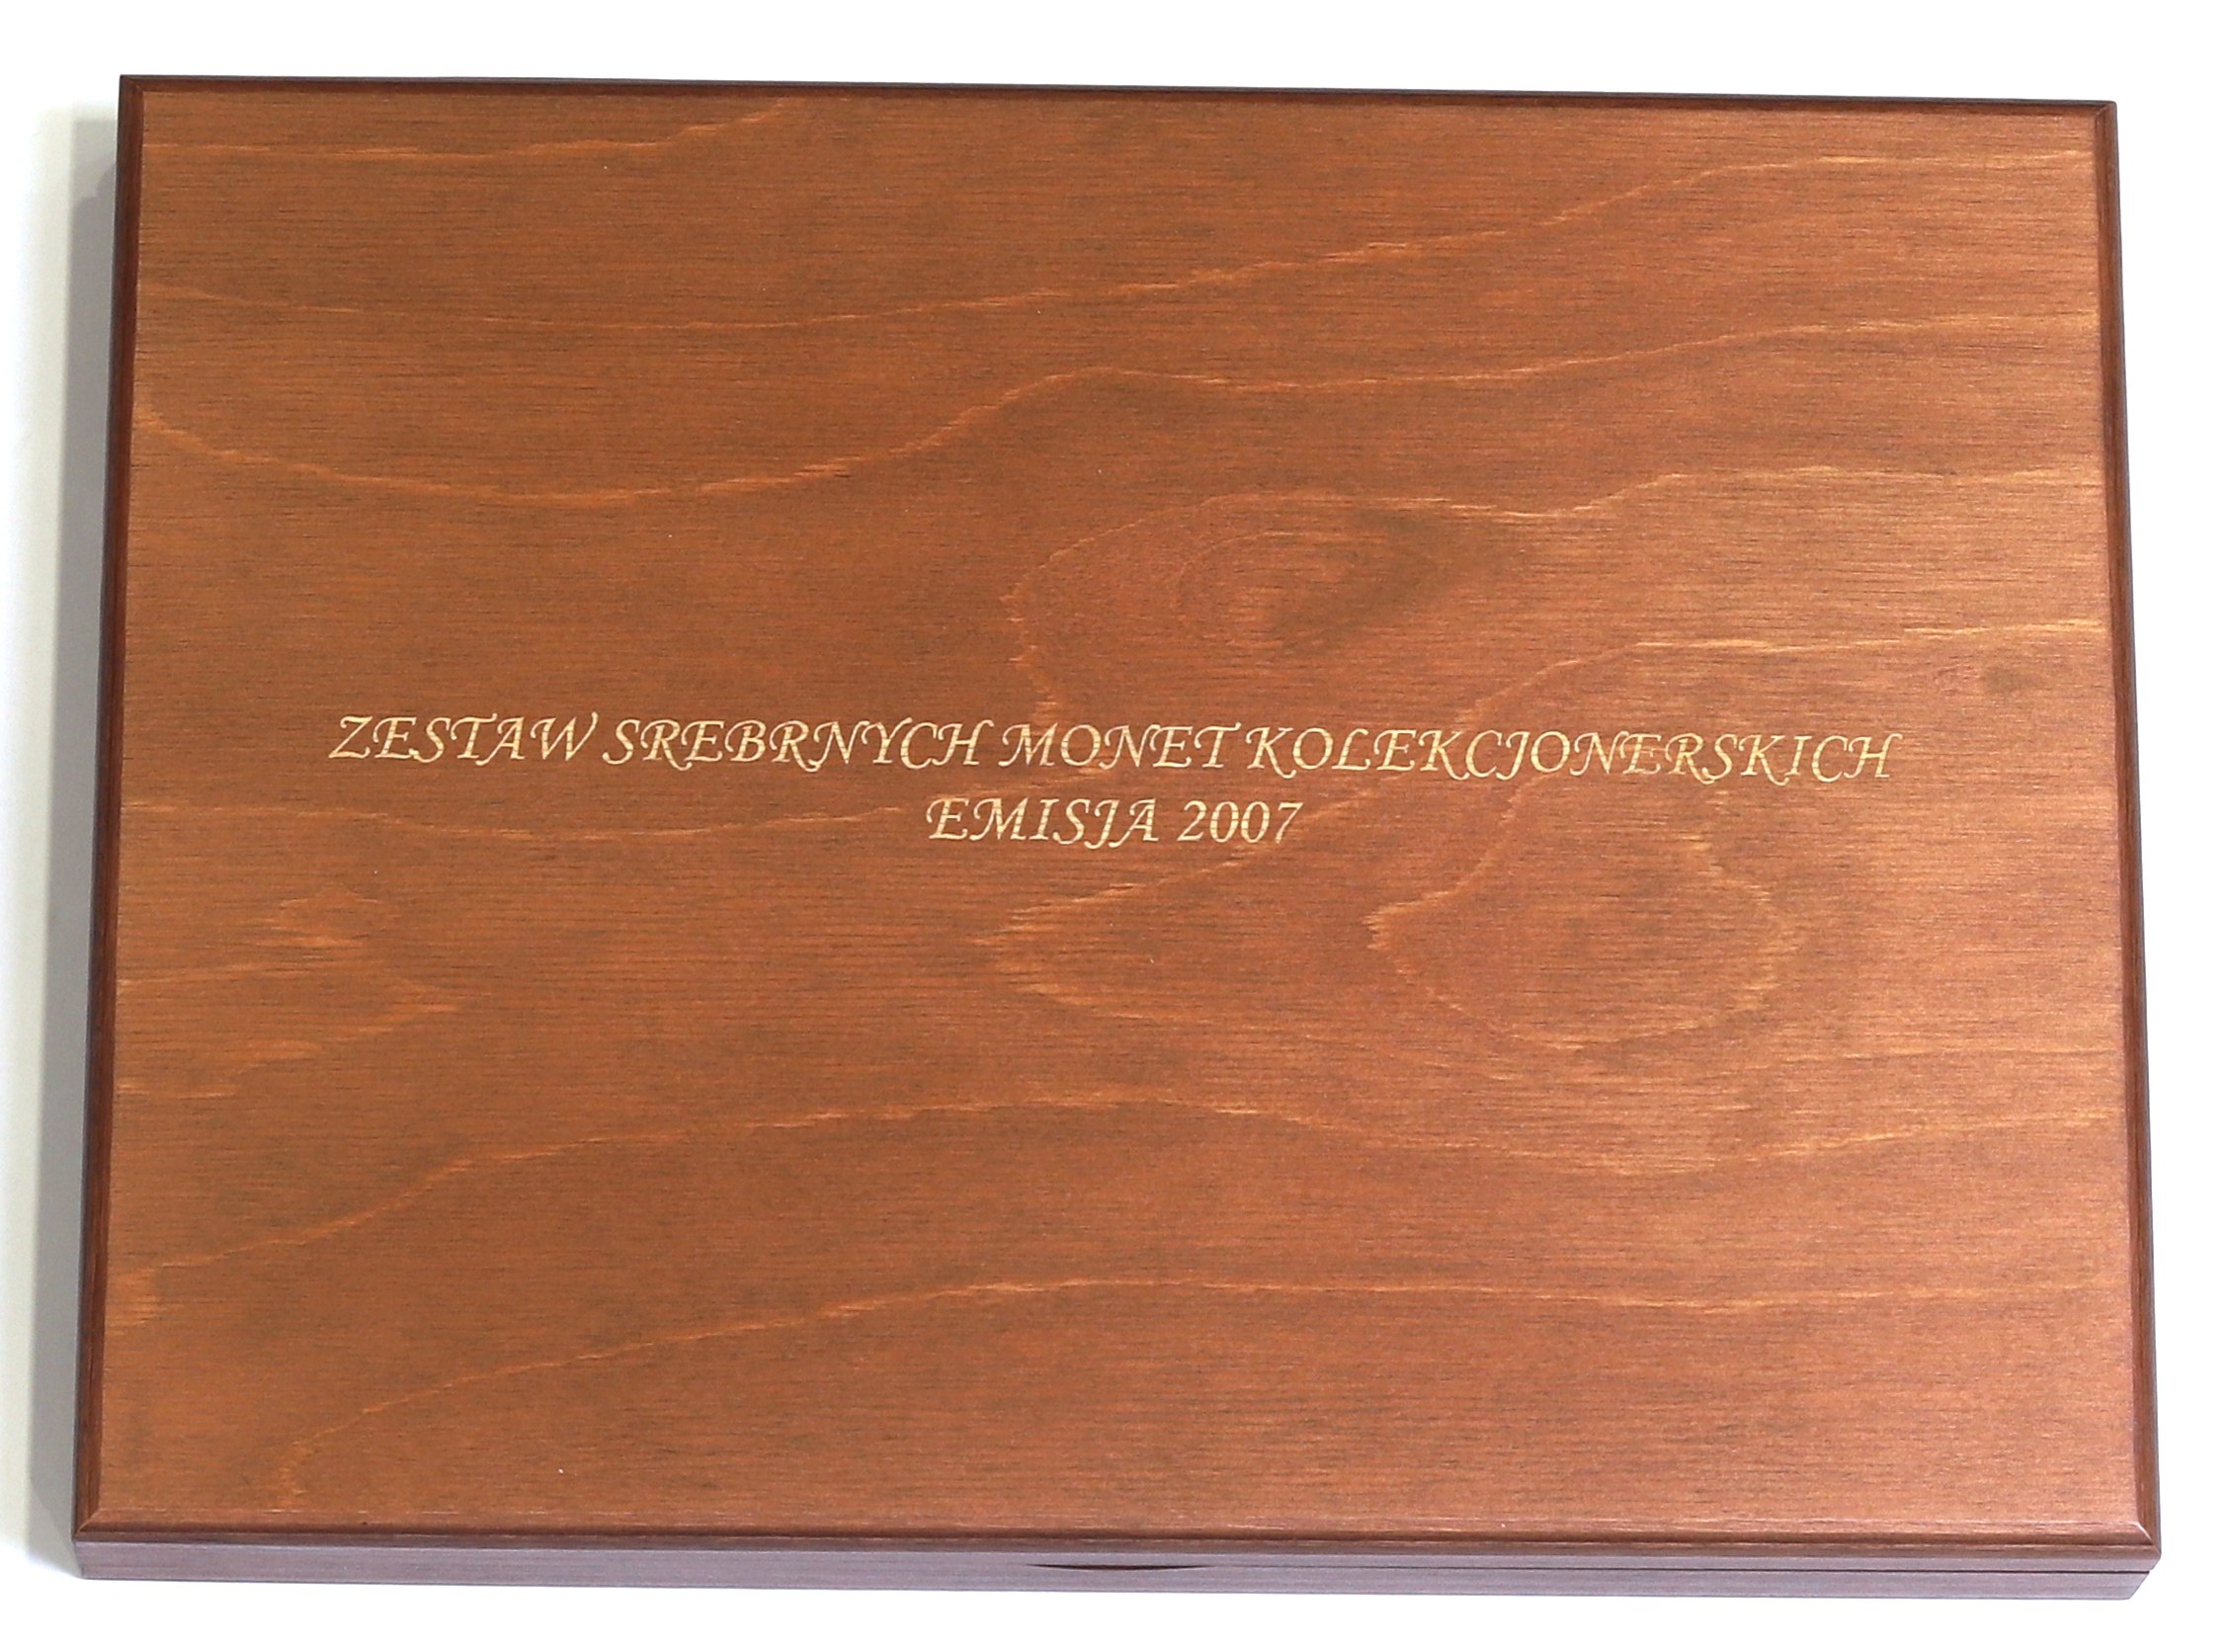 ZESTAW SREBRNYCH MONET KOLEKCJONERSKICH
EMISJA 2007